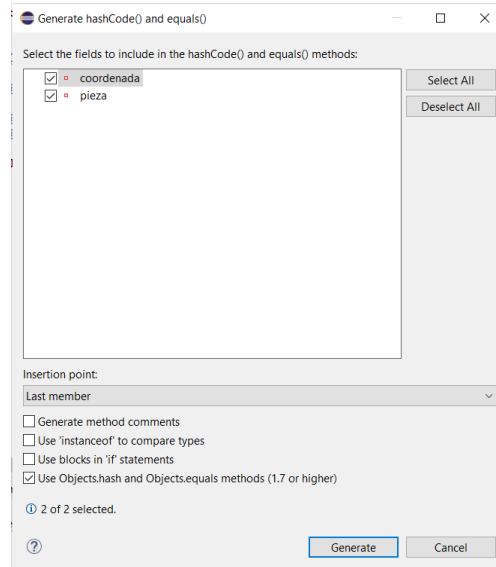 Generate hashCode() and equals()
Select the fields to include in the hashCode() and equals() methods:
coordenada
pieza
Select All
Deselect All
Insertion point:
Last member
Generate method comments
Use 'instanceof' to compare types
Use blocks in 'if' statements
Use Objects.hash and Objects.equals methods (1.7 or higher)
2 of 2 selected.
Generate
Cancel